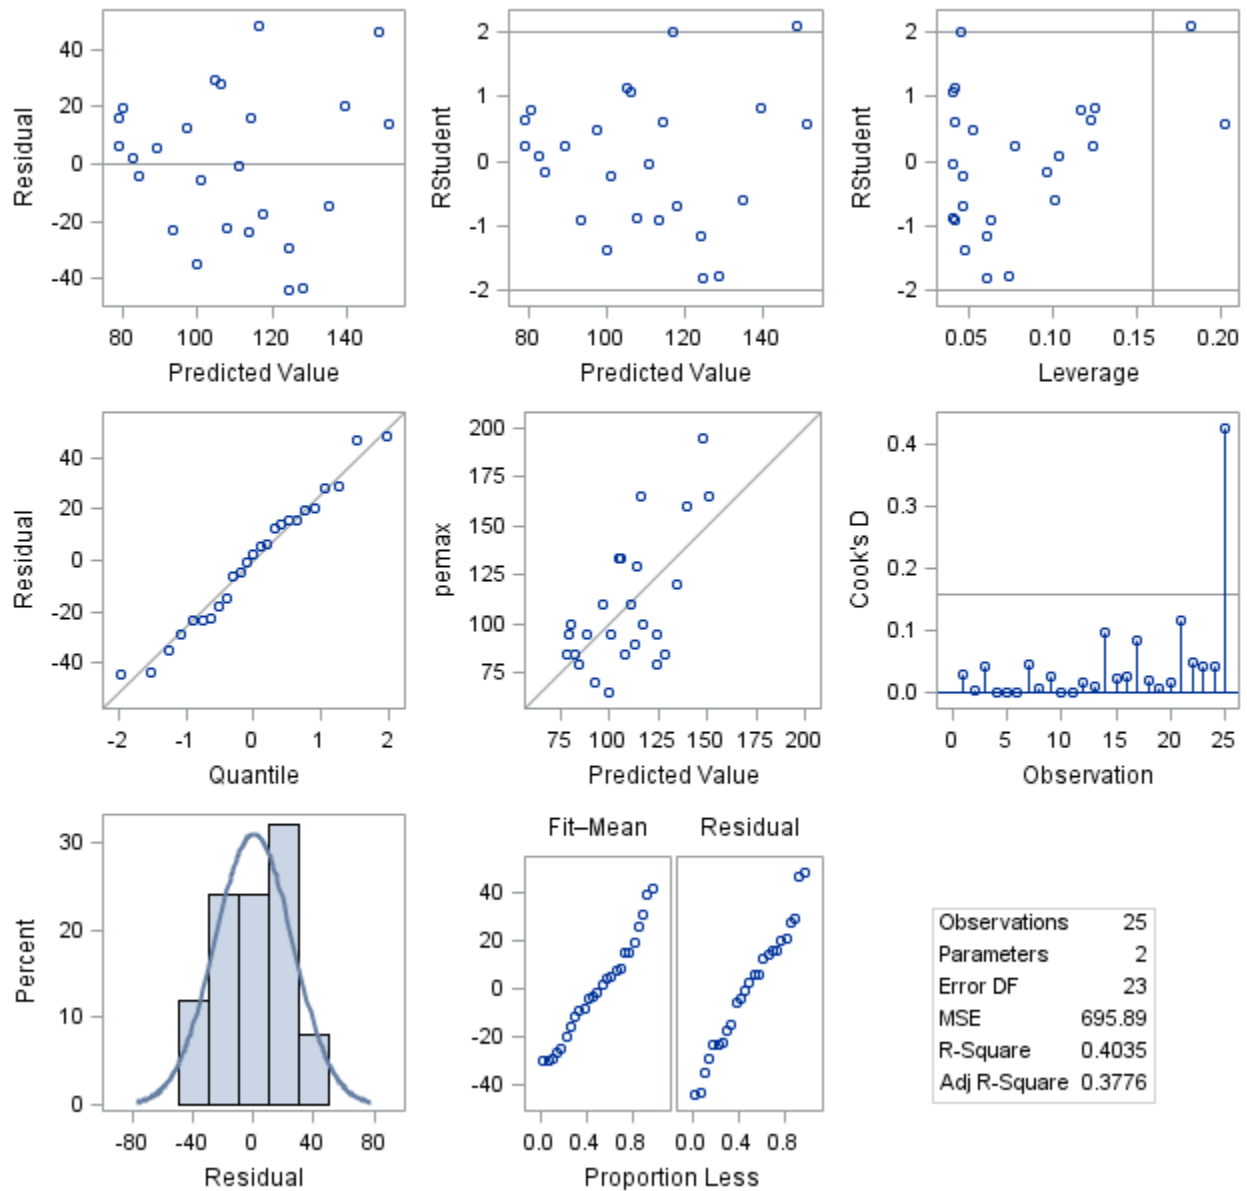 Residual
40
20
0
-20
-40
80 100 120 140
Predicted Value
RStudent
2
1
0
-1
-2
80 100 120 140
Predicted Value
RStudent
2
1
0
-1
-2
0.05 0.10 0.15 0.20
Leverage
Residual
40
20
0
-20
-40
-2 -1 0 1 2
Quantile
pemax
200
175
150
125
100
75
75 100 125 150 175 200
Predicted Value
Cook's D
0.4
0.3
0.2
0.1
0.0
0 5 10 15 20 25
Observation
Percent
30
20
10
0
-80 -40 0 40 80
Residual
Fit–Mean Residual
40
20
0
-20
-40
0.0 0.4 0.8 0.0 0.4 0.8
Proportion Less
Observations 25
Parameters 2
Error DF 23
MSE 695.89
R-Square 0.4035
Adj R-Square 0.3776